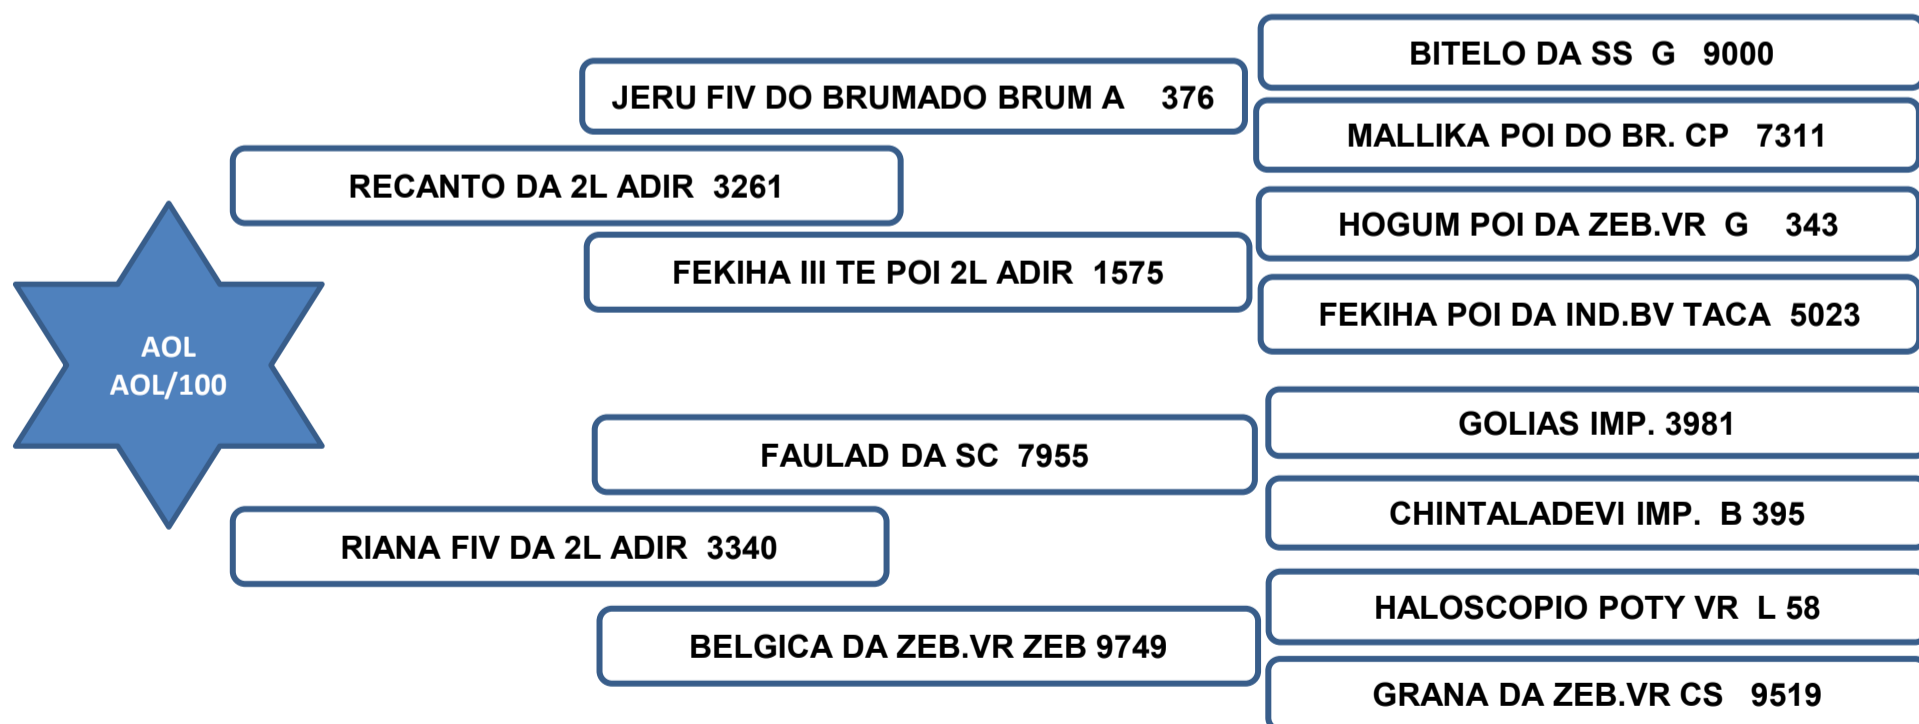 BITELO DA SS G 9000
JERU FIV DO BRUMADO BRUM A 376
MALLIKA POI DO BR. CP 7311
RECANTO DA 2L ADIR 3261
HOGUM POI DA ZEB.VR G 343
FEKIHA III TE POI 2L ADIR 1575
FEKIHA POI DA IND.BV TACA 5023
AOL
AOL/100
GOLIAS IMP. 3981
FAULAD DA SC 7955
CHINTALADEVI IMP. B 395
RIANA FIV DA 2L ADIR 3340
HALOSCOPIO POTY VR L 58
BELGICA DA ZEB.VR ZEB 9749
GRANA DA ZEB.VR CS 9519